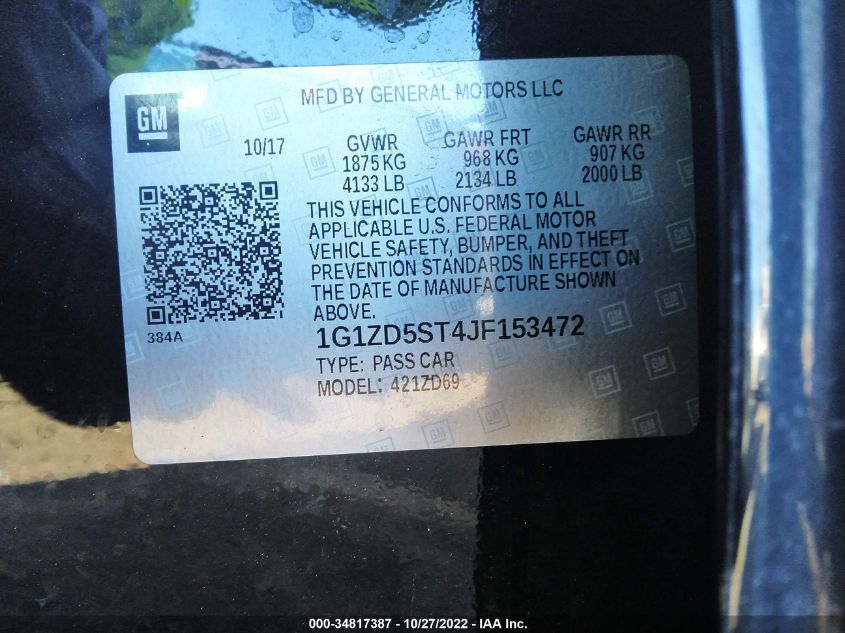 MFD BY GENERAL MOTORS LLC
GM
10/17
GVWR GAWR FRT GAWR RR
1875 KG 968 KG 907 KG
4133 LB 2134 LB 2000 LB
THIS VEHICLE CONFORMS TO ALL
APPLICABLE U.S. FEDERAL MOTOR
VEHICLE SAFETY, BUMPER, AND THEFT
PREVENTION STANDARDS IN EFFECT ON
THE DATE OF MANUFACTURE SHOWN
ABOVE.
384A
1G1ZD5ST4JF153472
TYPE: PASS CAR
MODEL: 421ZD69
000-34817387 - 10/27/2022 - IAA Inc.